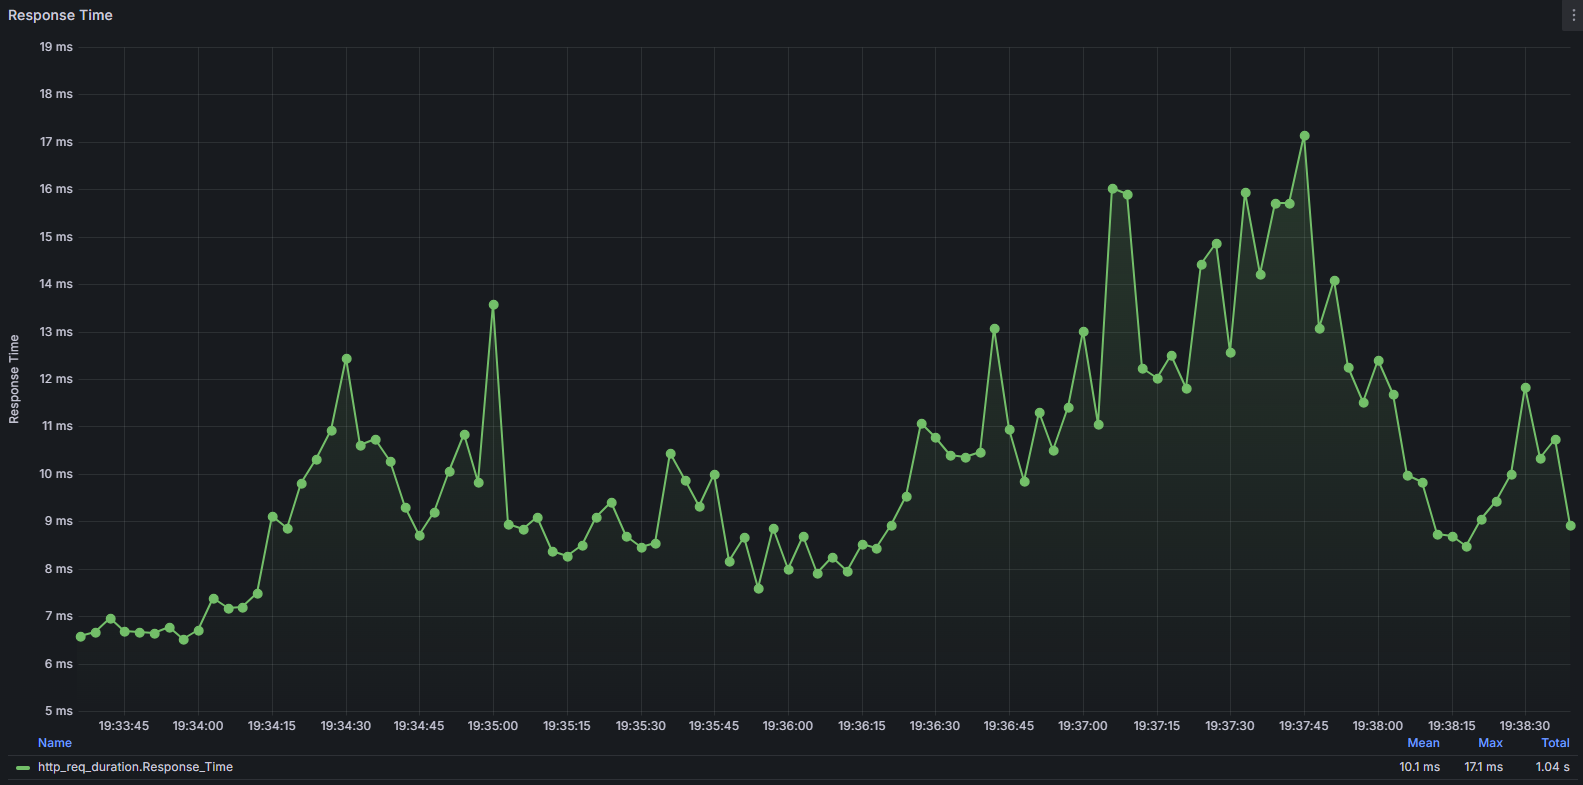 Response Time
19 ms
18 ms
17 ms
16 ms
15 ms
14 ms
13 ms
12 ms
11 ms
10 ms
9 ms
8 ms
7 ms
6 ms
5 ms
Response Time
19:33:45 19:34:00 19:34:15 19:34:30 19:34:45 19:35:00 19:35:15 19:35:30 19:35:45 19:36:00 19:36:15 19:36:30 19:36:45 19:37:00 19:37:15 19:37:30 19:37:45 19:38:00 19:38:15 19:38:30
Name Mean Max Total
http_req_duration.Response_Time 10.1 ms 17.1 ms 1.04 s